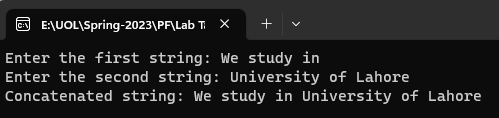 E:\UOL\Spring-2023\PF\Lab Ta
Enter the first string: We study in
Enter the second string: University of Lahore
Concatenated string: We study in University of Lahore